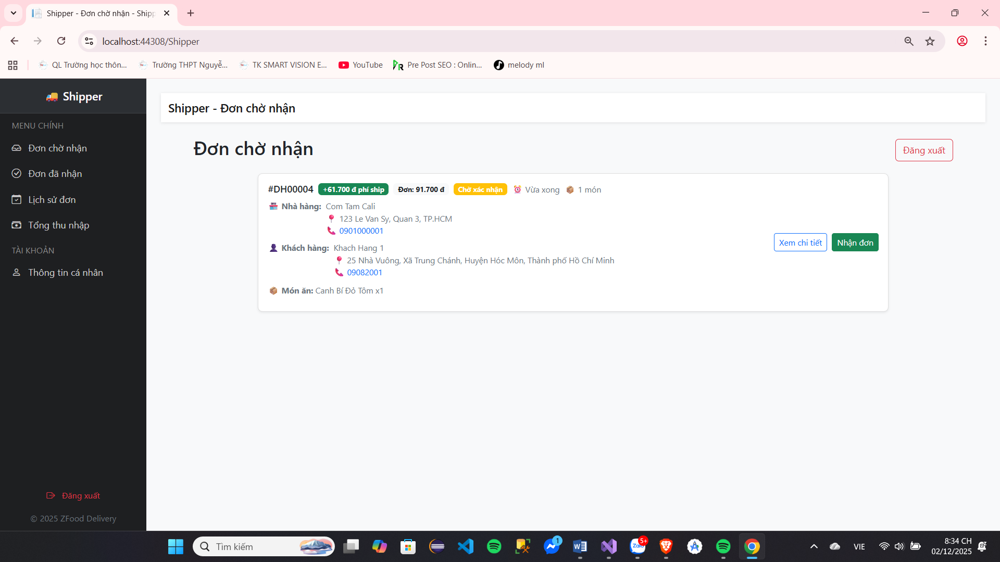 Shipper - Đơn chờ nhận - Shipp
localhost:44308/Shipper
QL Trường học thôn...
Trường THPT Nguyễ...
TK SMART VISION E...
YouTube
Pre Post SEO : Onlin...
melody ml
Shipper
MENU CHÍNH
Đơn chờ nhận
Đơn đã nhận
Lịch sử đơn
Tổng thu nhập
TÀI KHOẢN
Thông tin cá nhân
Đăng xuất
© 2025 ZFood Delivery
Shipper - Đơn chờ nhận
Đơn chờ nhận
Đăng xuất
#DH00004 +61.700 đ phí ship Đơn: 91.700 đ Chờ xác nhận Vừa xong 1 món
Nhà hàng: Com Tam Cali
123 Le Van Sy, Quan 3, TP.HCM
0901000001
Khách hàng: Khach Hang 1
25 Nhà Vuông, Xã Trung Chánh, Huyện Hóc Môn, Thành phố Hồ Chí Minh
09082001
Món ăn: Canh Bí Đỏ Tôm x1
Xem chi tiết
Nhận đơn
Tìm kiếm
1
Zalo
5+
VIE
8:34 CH
02/12/2025